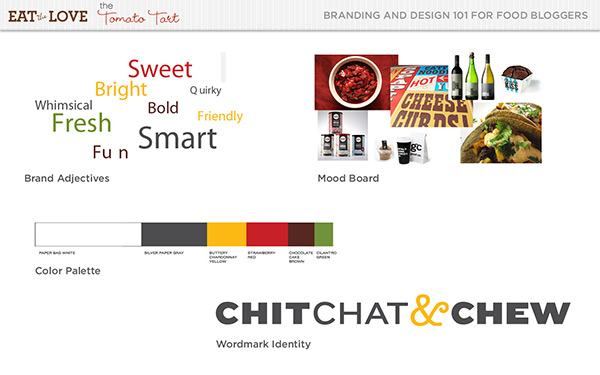 EAT the LOVE
the
Tomato Tart
BRANDING AND DESIGN 101 FOR FOOD BLOGGERS
Sweet
Bright
Quirky
Whimsical
Bold
Fresh
Friendly
Smart
Fun
Brand Adjectives
HOT
CHEESE
CURDS!
gc
Mood Board
PAPER BAG WHITE
SILVER PAPER GRAY
BUTTERY
CHARDONNAY
YELLOW
STRAWBERRY
RED
CHOCOLATE
CAKE
BROWN
CILANTRO
GREEN
Color Palette
CHITCHAT&CHEW
Wordmark Identity